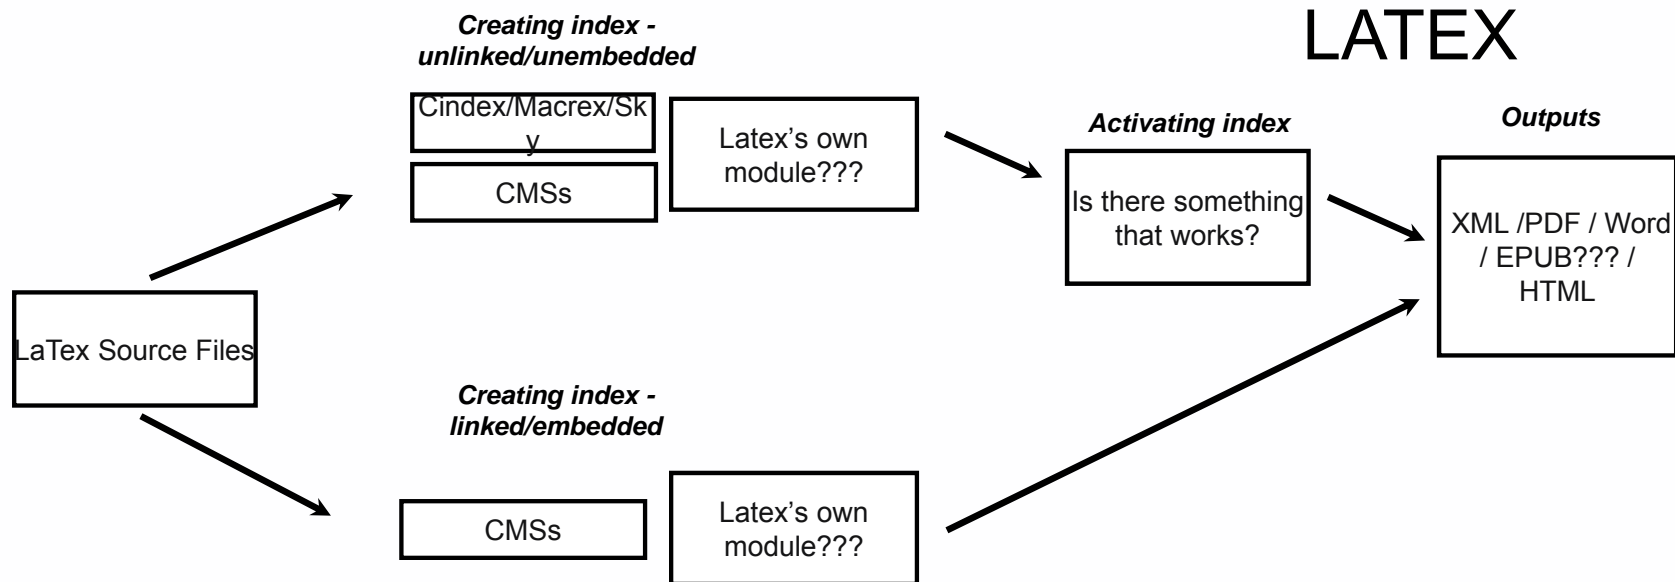 LATEX
Creating index -
unlinked/unembedded
Cindex/Macrex/Sk
y
CMSs
Latex’s own
module???
Activating index
Is there something
that works?
Outputs
XML /PDF / Word
/ EPUB??? /
HTML
LaTex Source Files
Creating index -
linked/embedded
CMSs
Latex’s own
module???